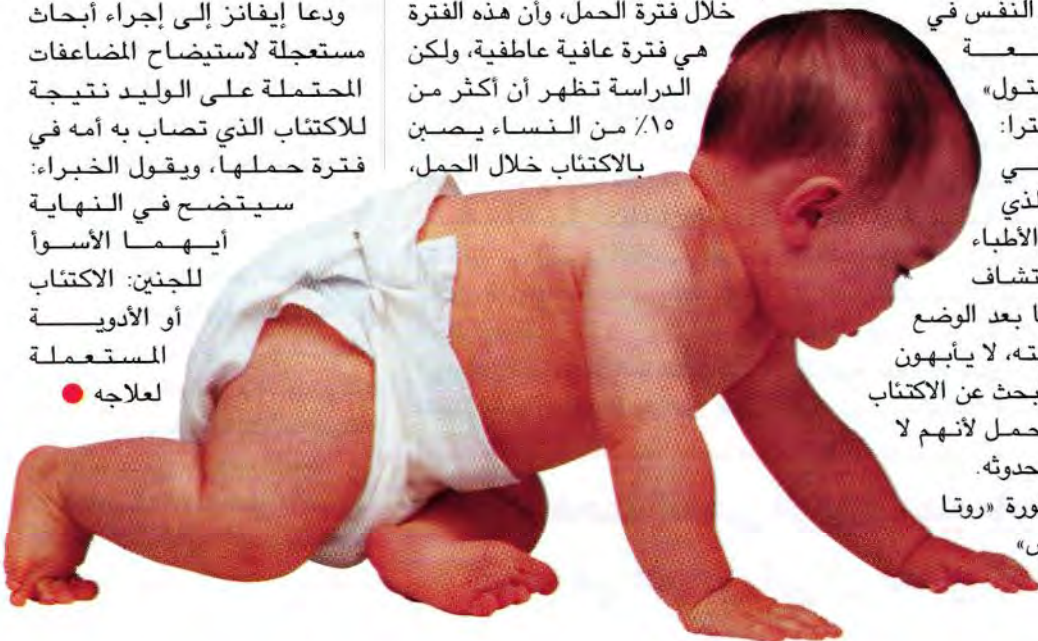 النفس في
عة
تول»
ترا:
ي
لذي
الأطباء
تشاف
ا بعد الوضع
ته، لا يأبهون
بحث عن الاكتئاب
حمل لأنهم لا
حدوثه.
ورة «روتا
خلال فترة الحمل، وأن هذه الفترة
هي فترة عافية عاطفية، ولكن
الدراسة تظهر أن أكثر من
١٥٪ من النساء يصبن
بالاكتئاب خلال الحمل،
ودعا إيفانز إلى إجراء أبحاث
مستعجلة لاستيضاح المضاعفات
المحتملة على الوليد نتيجة
للاكتئاب الذي تصاب به أمه في
فترة حملها، ويقول الخبراء:
سيتضح في النهاية
أيهما الأسوأ
للجنين: الاكتئاب
أو الأدوية
المستعملة
لعلاجه ●